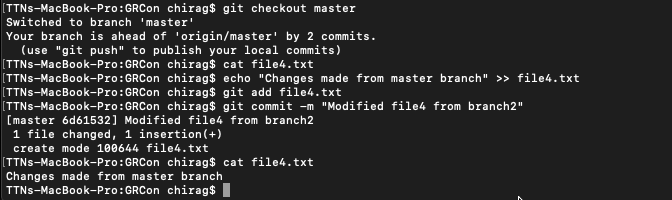 [TTNs-MacBook-Pro:GRCon chirag$ git checkout master
Switched to branch 'master'
Your branch is ahead of 'origin/master' by 2 commits.
  (use "git push" to publish your local commits)
[TTNs-MacBook-Pro:GRCon chirag$ cat file4.txt
[TTNs-MacBook-Pro:GRCon chirag$ echo "Changes made from master branch" >> file4.txt
[TTNs-MacBook-Pro:GRCon chirag$ git add file4.txt
[TTNs-MacBook-Pro:GRCon chirag$ git commit -m "Modified file4 from branch2"
[master 6d61532] Modified file4 from branch2
 1 file changed, 1 insertion(+)
 create mode 100644 file4.txt
[TTNs-MacBook-Pro:GRCon chirag$ cat file4.txt
Changes made from master branch
TTNs-MacBook-Pro:GRCon chirag$